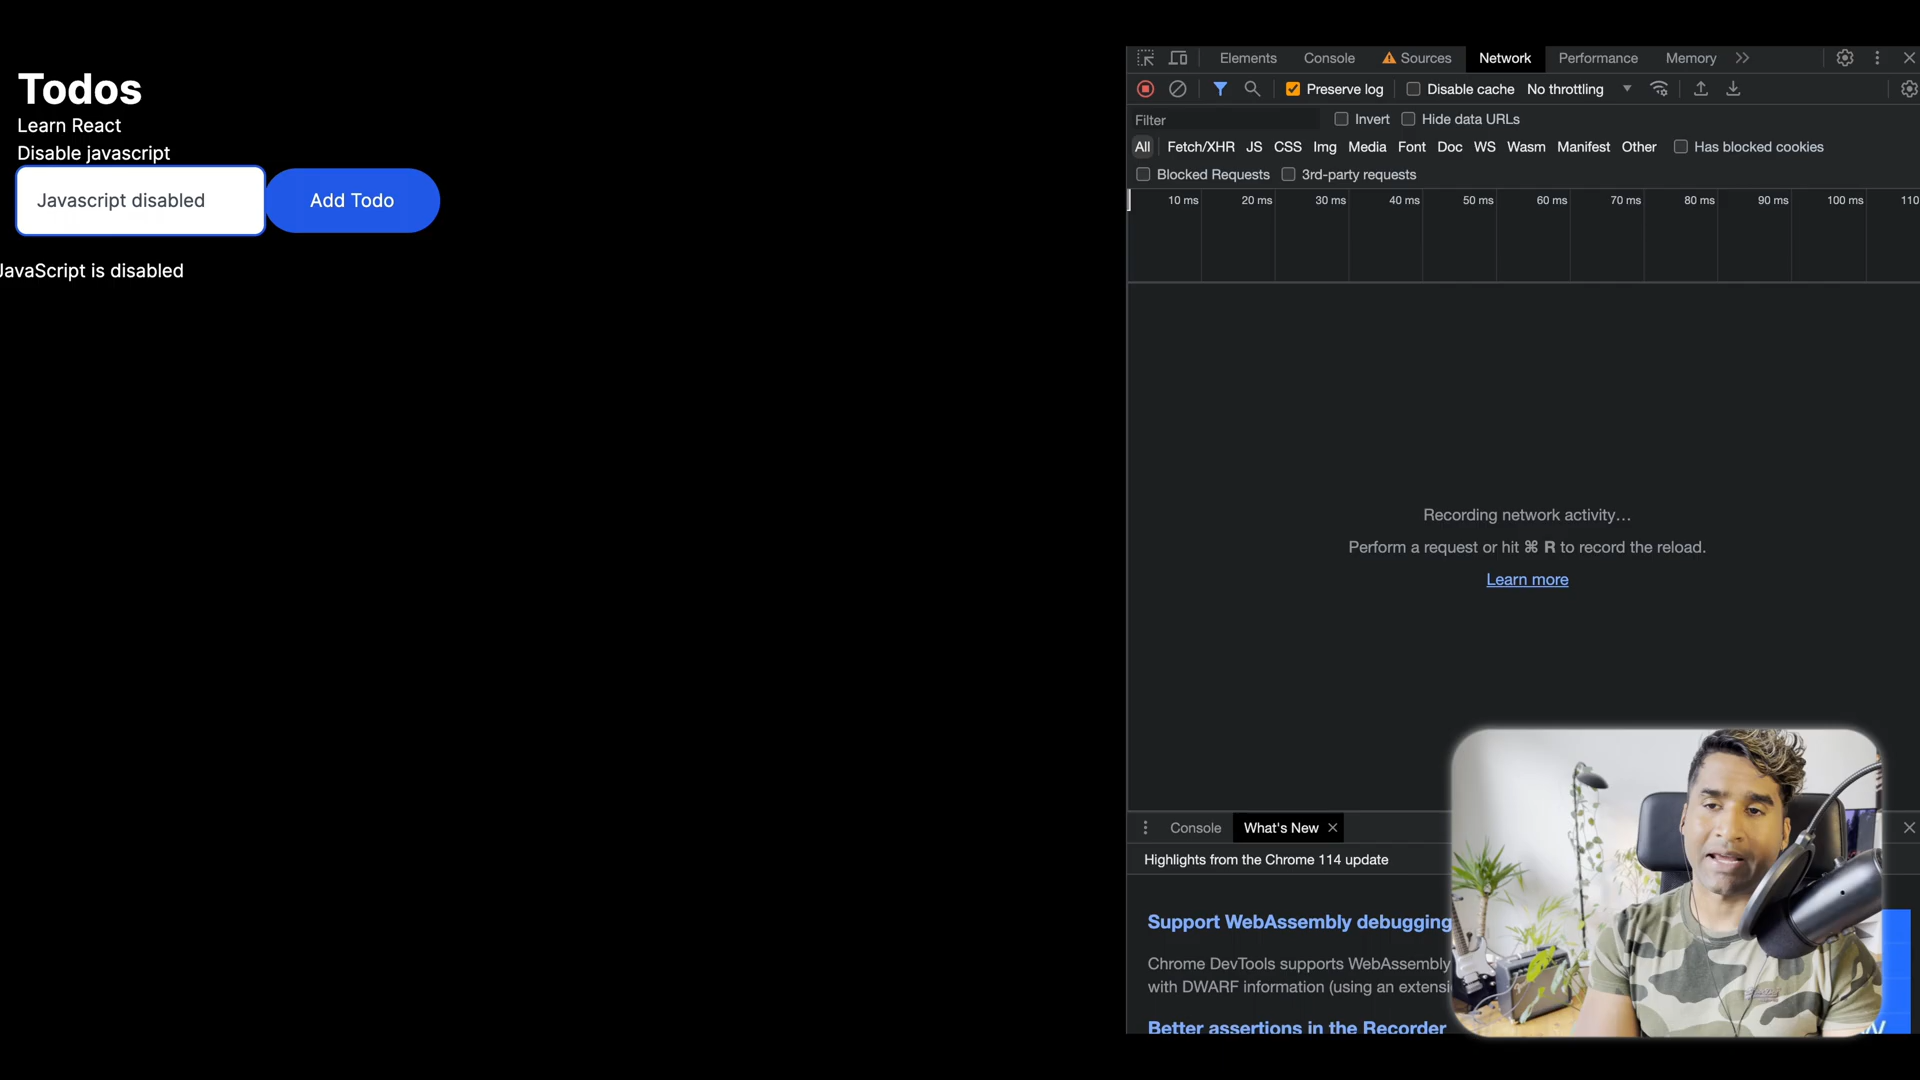 Todos
Learn React
Disable javascript
Javascript disabled
Add Todo
JavaScript is disabled
Elements Console Sources Network Performance Memory
Preserve log Disable cache No throttling
Filter Invert Hide data URLs
All Fetch/XHR JS CSS Img Media Font Doc WS Wasm Manifest Other Has blocked cookies
Blocked Requests 3rd-party requests
10 ms 20 ms 30 ms 40 ms 50 ms 60 ms 70 ms 80 ms 90 ms 100 ms 110
Recording network activity…
Perform a request or hit ⌘ R to record the reload.
Learn more
Console What's New
Highlights from the Chrome 114 update
Support WebAssembly debugging
Chrome DevTools supports WebAssembly
with DWARF information (using an extensi
Better assertions in the Recorder